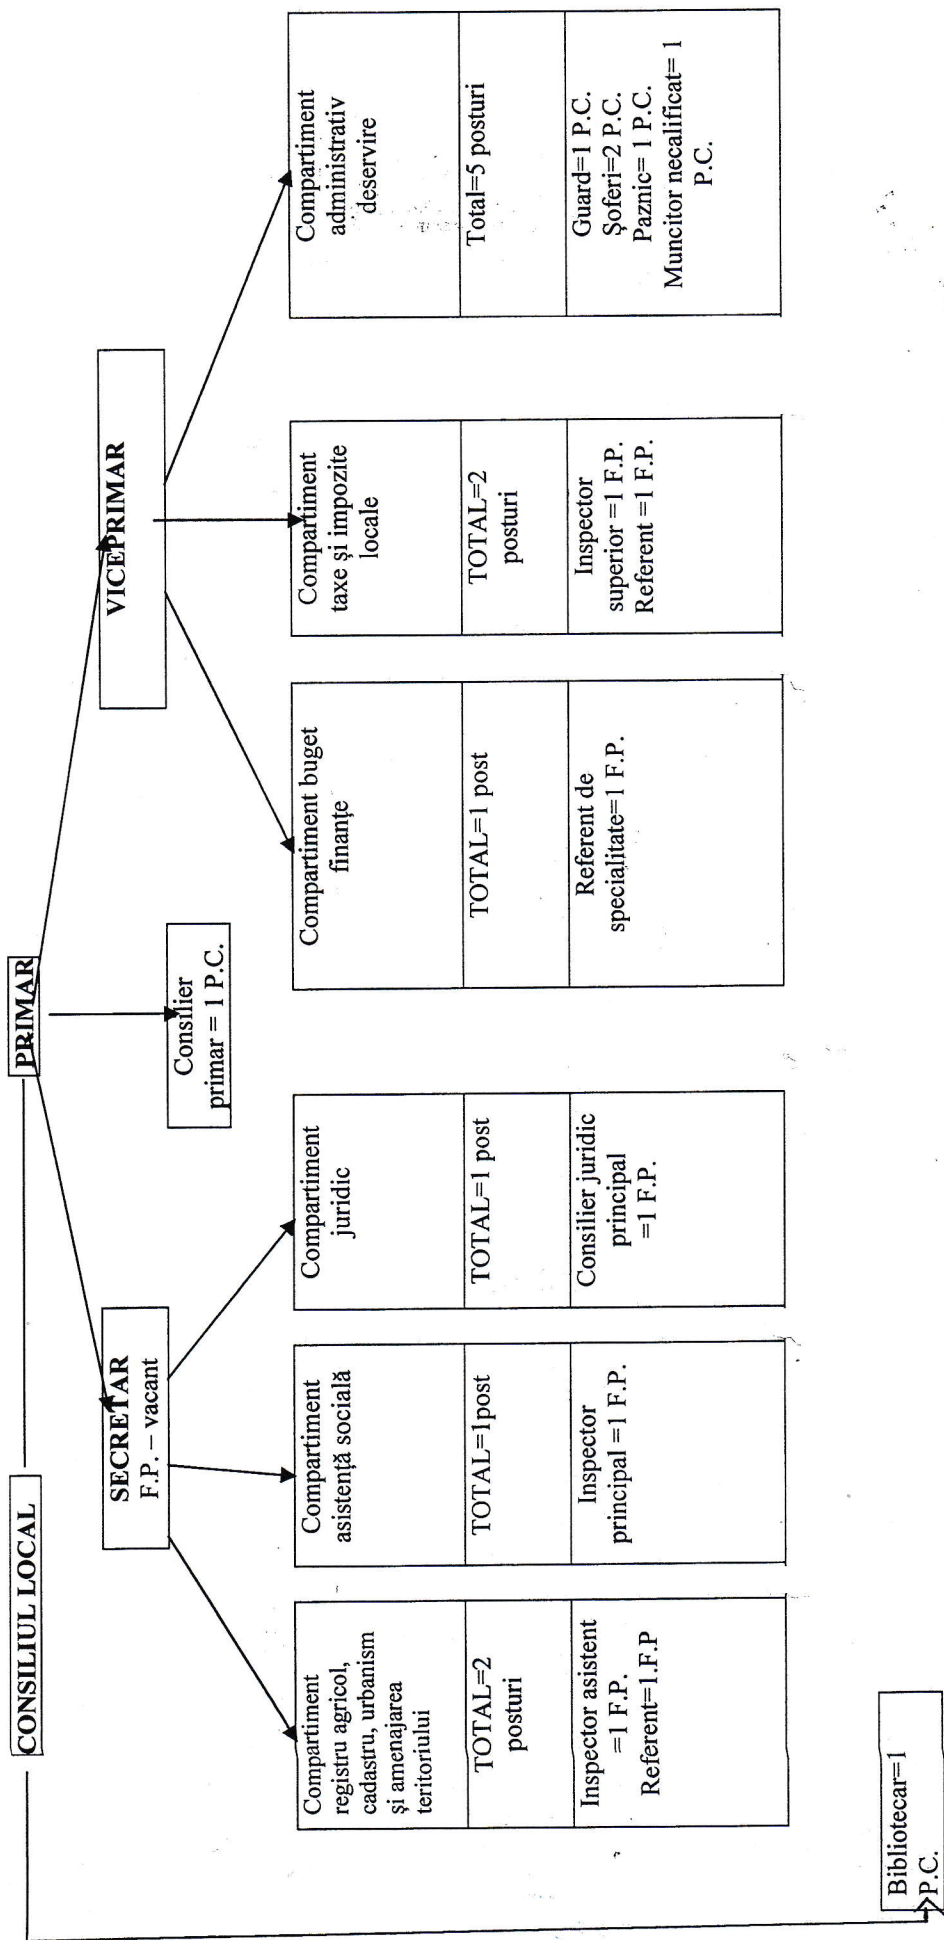 CONSILIUL LOCAL
PRIMAR
SECRETAR
F.P. – vacant
Consilier
primar = 1 P.C.
VICEPRIMAR
Compartiment
registru agricol,
cadastru, urbanism
și amenajarea
teritoriului
TOTAL=2
posturi
Inspector asistent
=1 F.P.
Referent=1.F.P
Compartiment
asistență socială
TOTAL=1post
Inspector
principal =1 F.P.
Compartiment
juridic
TOTAL=1 post
Consilier juridic
principal
=1 F.P.
Compartiment buget
finanțe
TOTAL=1 post
Referent de
specialitate=1 F.P.
Compartiment
taxe și impozite
locale
TOTAL=2
posturi
Inspector
superior =1 F.P.
Referent =1 F.P.
Compartiment
administrativ
deservire
Total=5 posturi
Guard=1 P.C.
Șoferi=2 P.C.
Paznic= 1 P.C.
Muncitor necalificat= 1
P.C.
Bibliotecar=1
P.C.